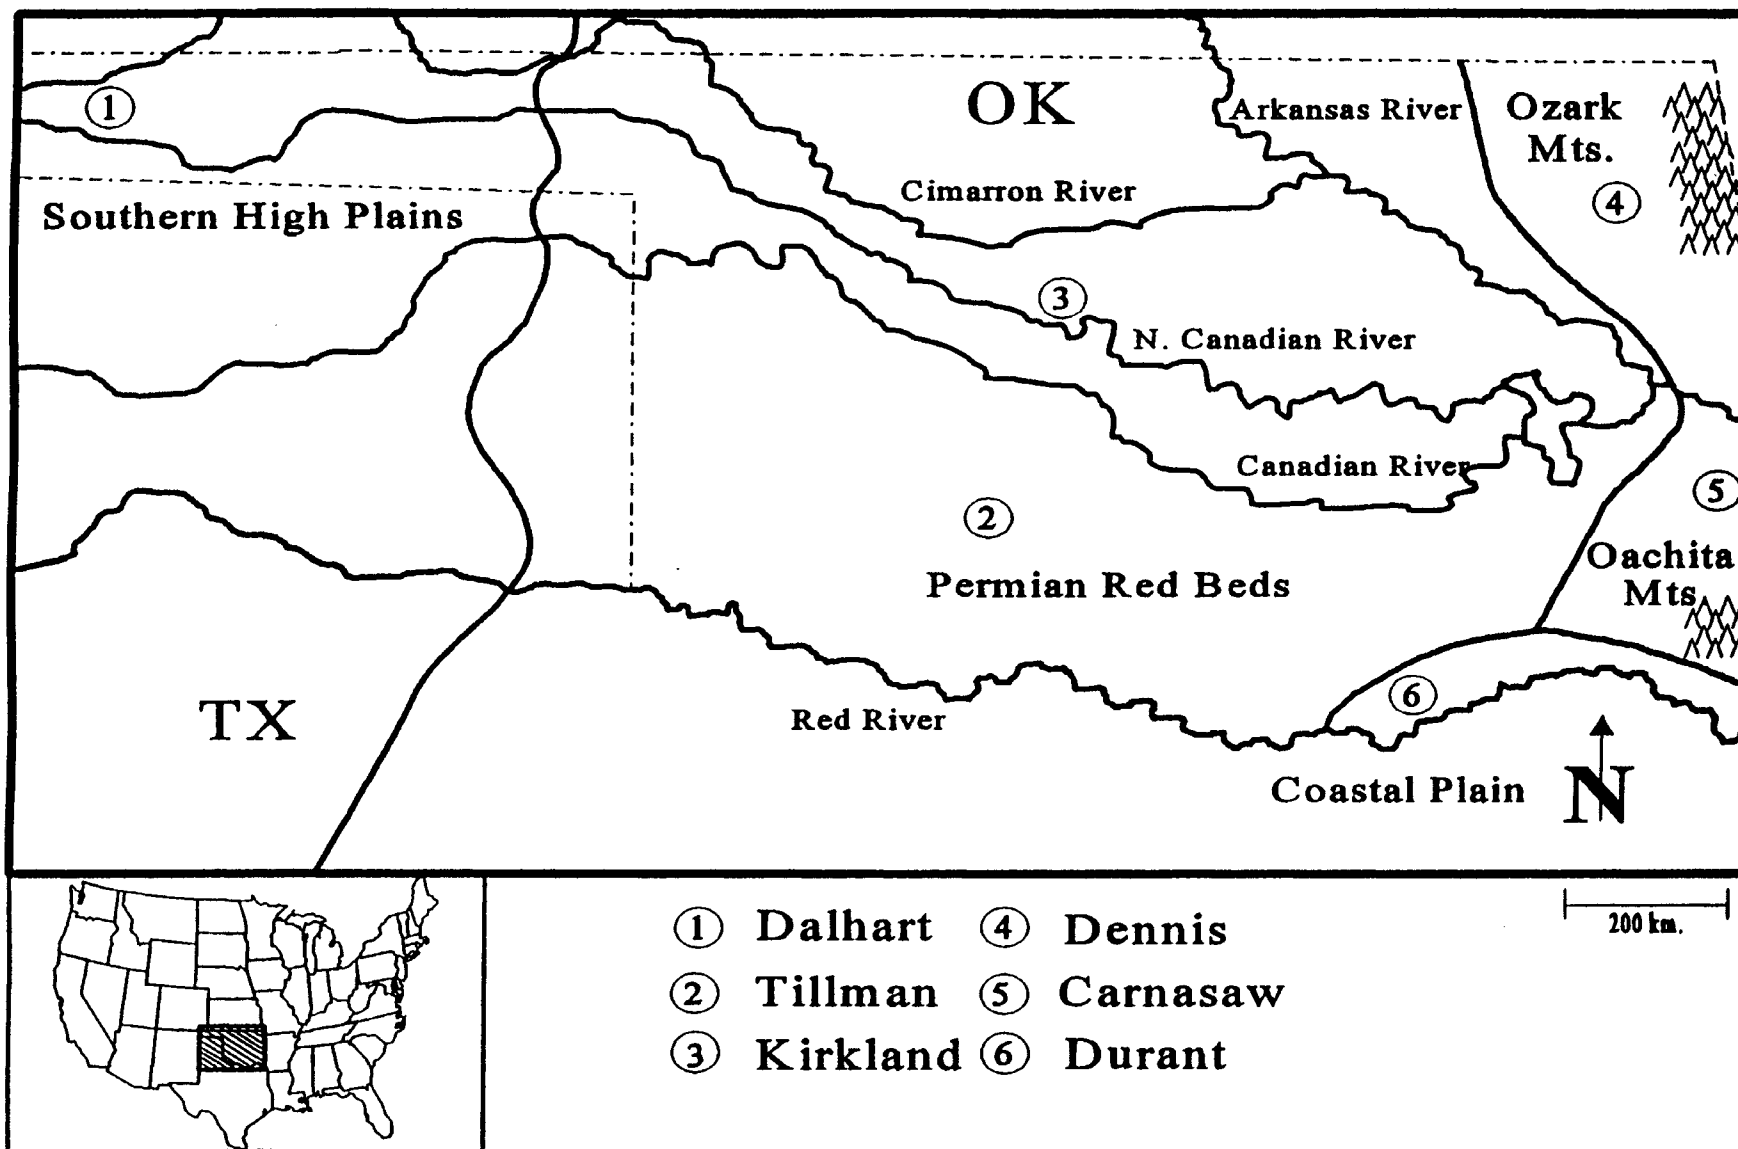 OK
Arkansas River
Ozark
Mts.
1
4
Cimarron River
Southern High Plains
3
N. Canadian River
Canadian River
5
2
Oachita
Mts
Permian Red Beds
6
TX
Red River
Coastal Plain
N
1 Dalhart 4 Dennis
2 Tillman 5 Carnasaw
3 Kirkland 6 Durant
200 km.